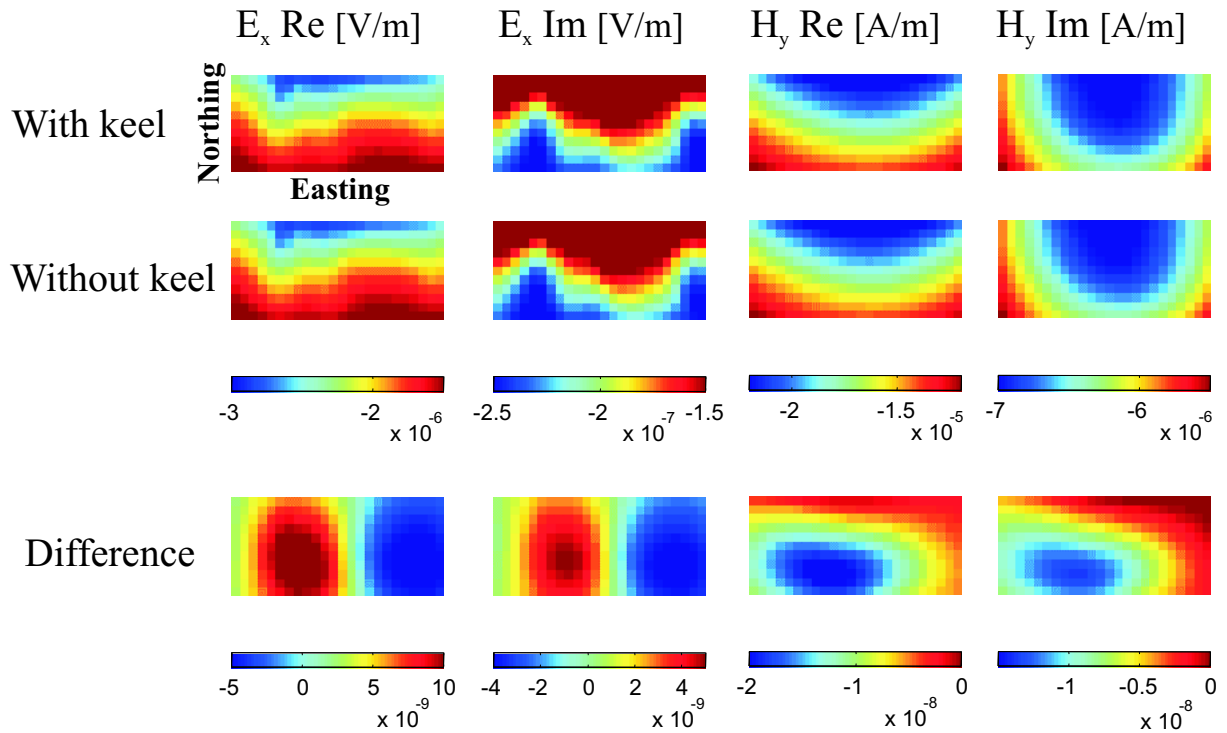 E_x Re [V/m] E_x Im [V/m] H_y Re [A/m] H_y Im [A/m]
With keel
Northing
Easting
Without keel
-3 -2 -2.5 -2 -1.5 -2 -1.5 -7 -6
x 10^-6 x 10^-7 x 10^-5 x 10^-6
Difference
-5 0 5 10 -4 -2 0 2 4 -2 -1 0 -1 -0.5 0
x 10^-9 x 10^-9 x 10^-8 x 10^-8